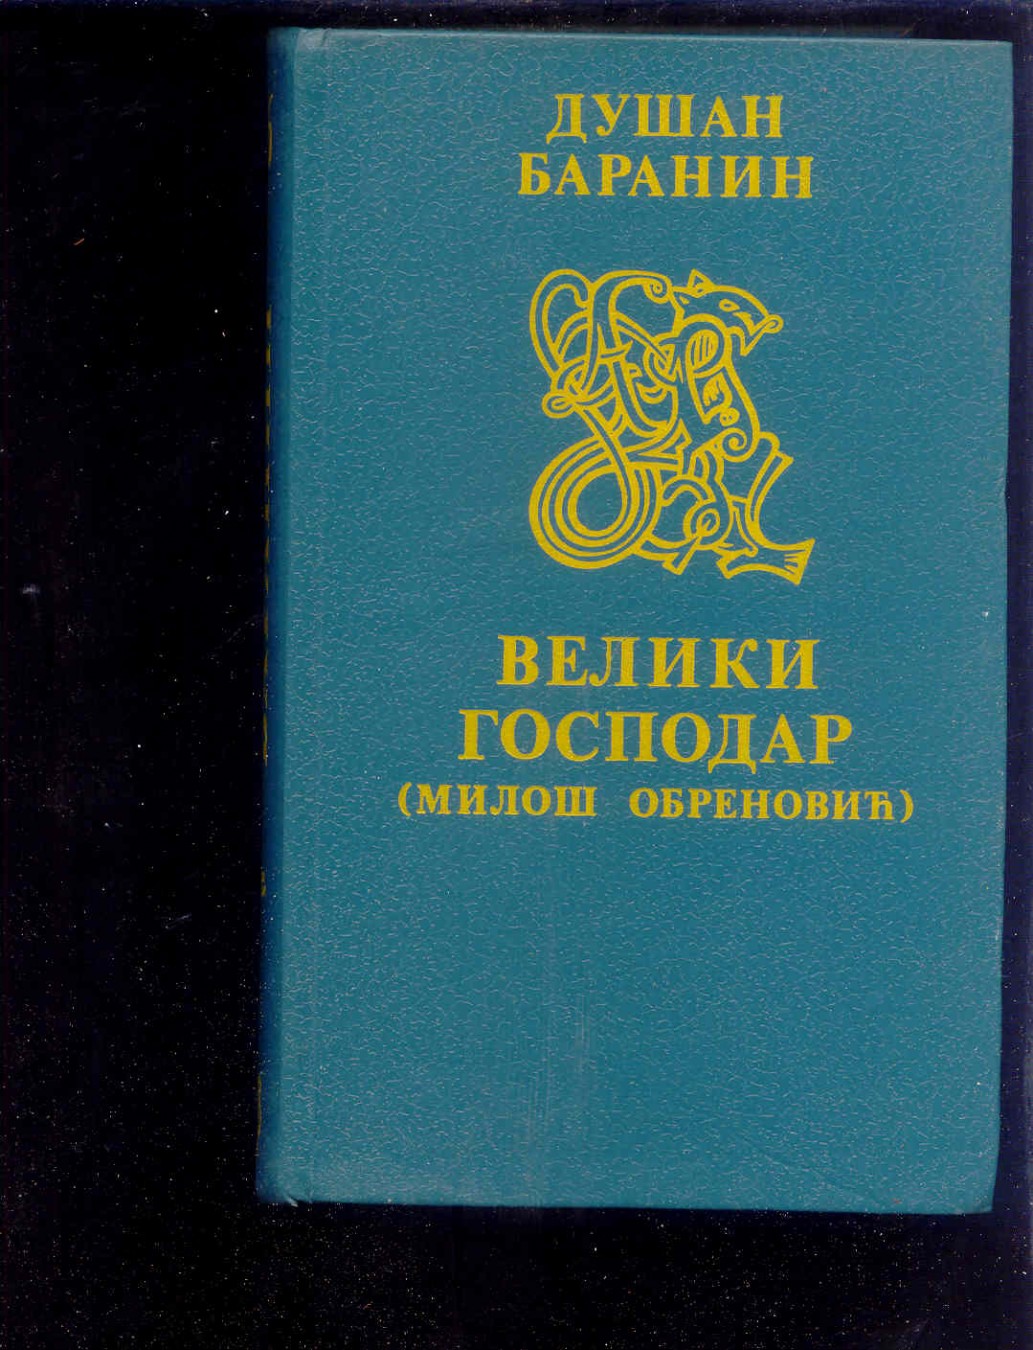 ДУШАН
БАРАНИН
ВЕЛИКИ
ГОСПОДАР
(МИЛОШ ОБРЕНОВИЋ)